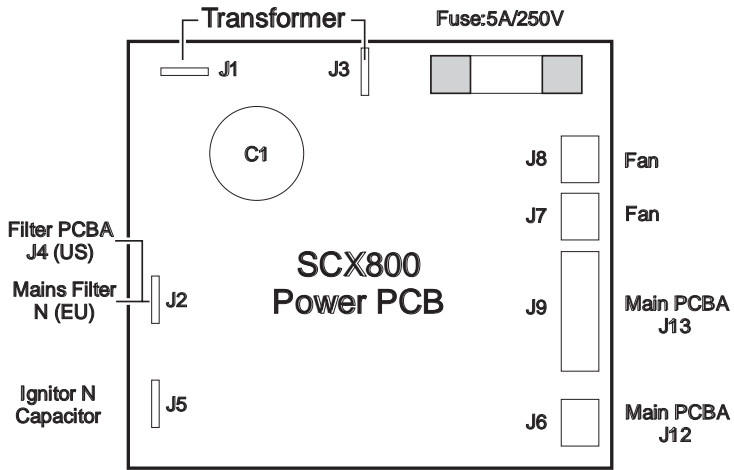 Transformer
Fuse:5A/250V
J1
J3
C1
J8
Fan
J7
Fan
Filter PCBA
J4 (US)
Mains Filter
N (EU)
J2
SCX800
Power PCB
J9
Main PCBA
J13
Ignitor N
Capacitor
J5
J6
Main PCBA
J12